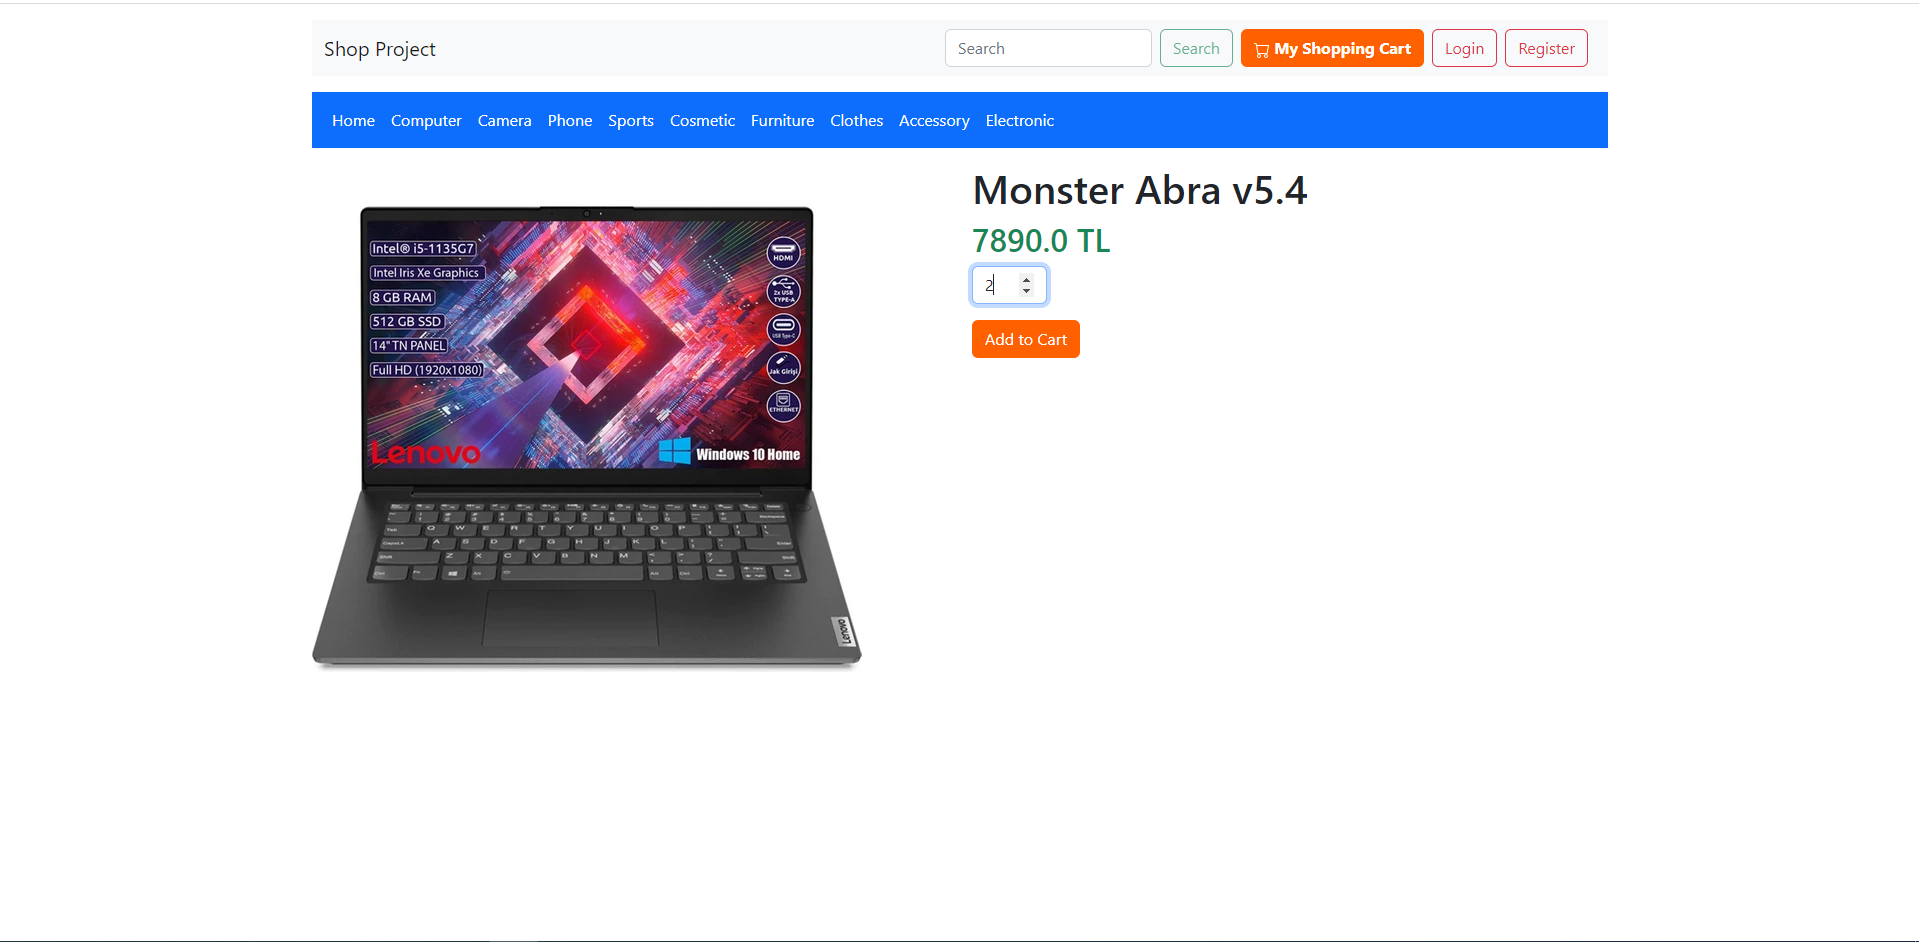 Shop Project
Search
Search
My Shopping Cart
Login
Register
Home Computer Camera Phone Sports Cosmetic Furniture Clothes Accessory Electronic
Monster Abra v5.4
7890.0 TL
2
Add to Cart
Intel® i5-1135G7
Intel Iris Xe Graphics
8 GB RAM
512 GB SSD
14" TN PANEL
Full HD (1920x1080)
HDMI
2x USB
TYPE-A
USB Type-C
Jak Girişi
ETHERNET
Lenovo
Windows 10 Home
Q W E R T Y U I O P
A S D F G H J K L
Z X C V B N M
Lenovo